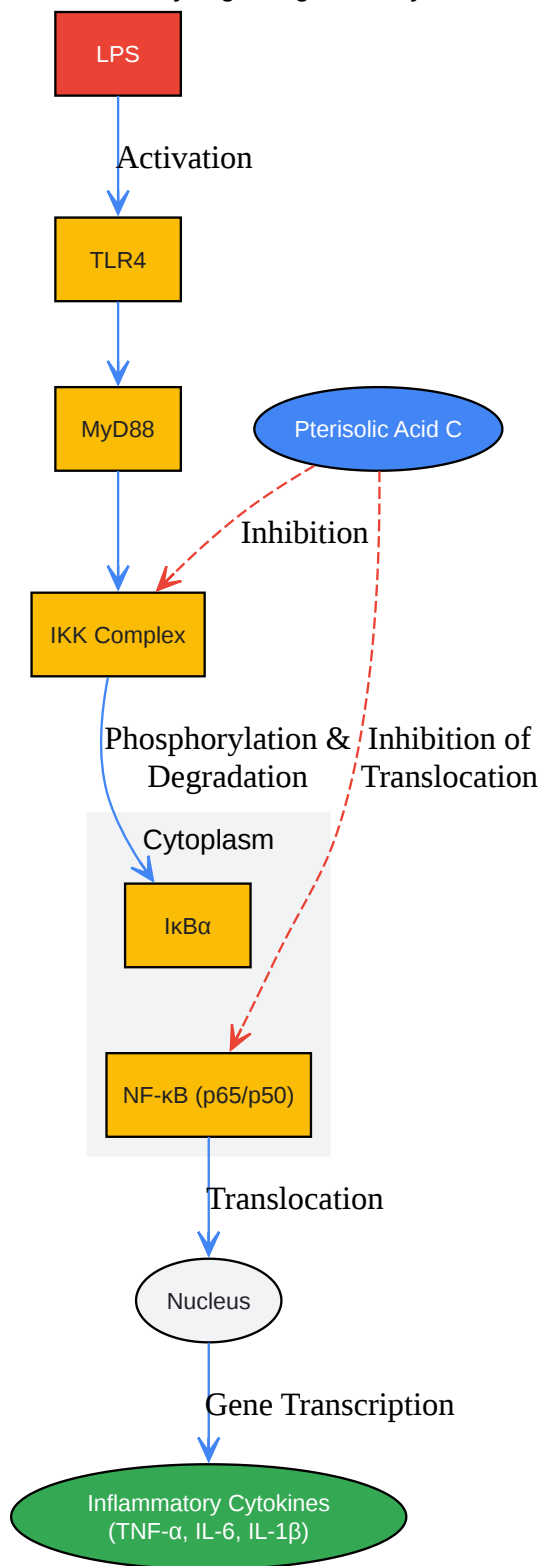 LPS
Activation
TLR4
MyD88
Pterisolic Acid C
Inhibition
IKK Complex
Phosphorylation &
Degradation
Inhibition of
Translocation
Cytoplasm
IκBα
NF-κB (p65/p50)
Translocation
Nucleus
Gene Transcription
Inflammatory Cytokines
(TNF-α, IL-6, IL-1β)